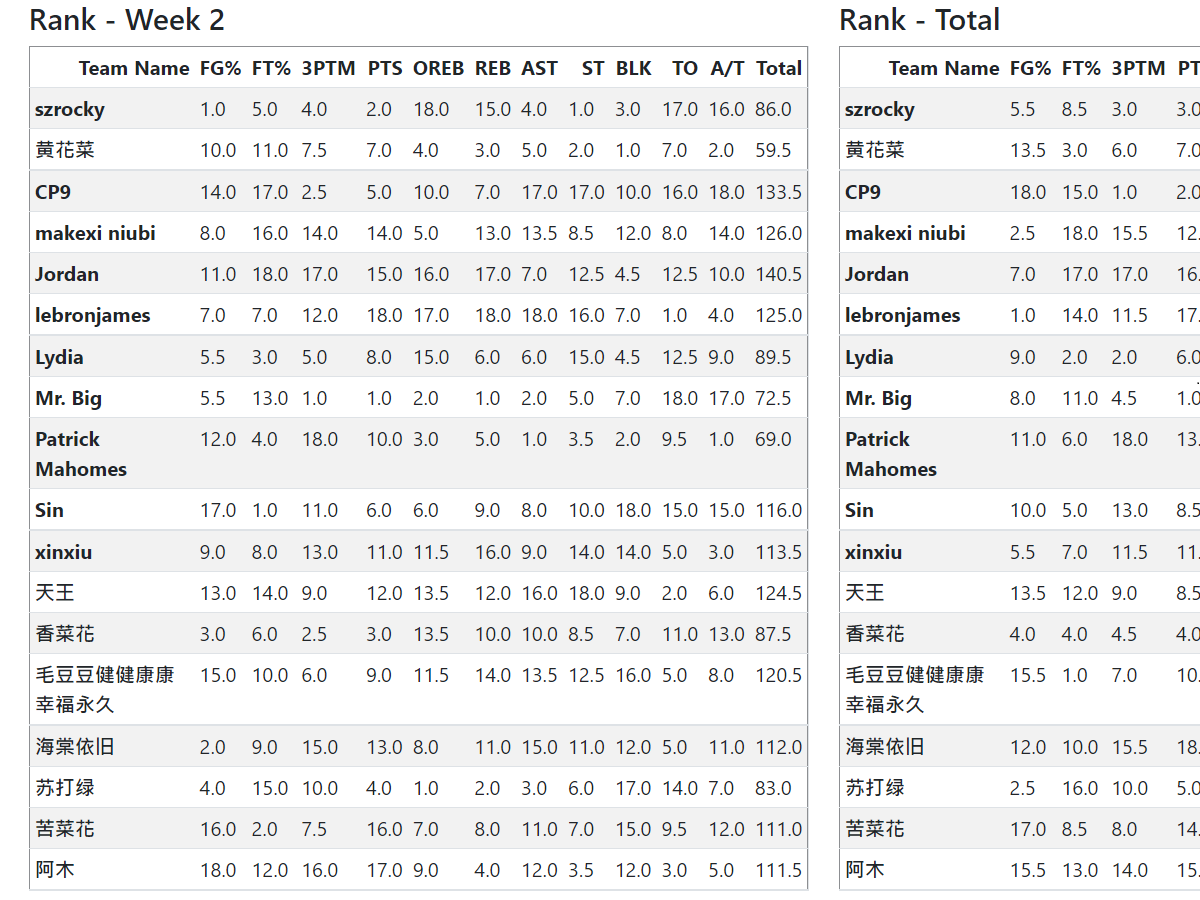 Rank - Week 2
Team Name FG% FT% 3PTM PTS OREB REB AST ST BLK TO A/T Total
szrocky 1.0 5.0 4.0 2.0 18.0 15.0 4.0 1.0 3.0 17.0 16.0 86.0
黄花菜 10.0 11.0 7.5 7.0 4.0 3.0 5.0 2.0 1.0 7.0 2.0 59.5
CP9 14.0 17.0 2.5 5.0 10.0 7.0 17.0 17.0 10.0 16.0 18.0 133.5
makexi niubi 8.0 16.0 14.0 14.0 5.0 13.0 13.5 8.5 12.0 8.0 14.0 126.0
Jordan 11.0 18.0 17.0 15.0 16.0 17.0 7.0 12.5 4.5 12.5 10.0 140.5
lebronjames 7.0 7.0 12.0 18.0 17.0 18.0 18.0 16.0 7.0 1.0 4.0 125.0
Lydia 5.5 3.0 5.0 8.0 15.0 6.0 6.0 15.0 4.5 12.5 9.0 89.5
Mr. Big 5.5 13.0 1.0 1.0 2.0 1.0 2.0 5.0 7.0 18.0 17.0 72.5
Patrick 12.0 4.0 18.0 10.0 3.0 5.0 1.0 3.5 2.0 9.5 1.0 69.0
Mahomes
Sin 17.0 1.0 11.0 6.0 6.0 9.0 8.0 10.0 18.0 15.0 15.0 116.0
xinxiu 9.0 8.0 13.0 11.0 11.5 16.0 9.0 14.0 14.0 5.0 3.0 113.5
天王 13.0 14.0 9.0 12.0 13.5 12.0 16.0 18.0 9.0 2.0 6.0 124.5
香菜花 3.0 6.0 2.5 3.0 13.5 10.0 10.0 8.5 7.0 11.0 13.0 87.5
毛豆豆健健康康 15.0 10.0 6.0 9.0 11.5 14.0 13.5 12.5 16.0 5.0 8.0 120.5
幸福永久
海棠依旧 2.0 9.0 15.0 13.0 8.0 11.0 15.0 11.0 12.0 5.0 11.0 112.0
苏打绿 4.0 15.0 10.0 4.0 1.0 2.0 3.0 6.0 17.0 14.0 7.0 83.0
苦菜花 16.0 2.0 7.5 16.0 7.0 8.0 11.0 7.0 15.0 9.5 12.0 111.0
阿木 18.0 12.0 16.0 17.0 9.0 4.0 12.0 3.5 12.0 3.0 5.0 111.5
Rank - Total
Team Name FG% FT% 3PTM
szrocky 5.5 8.5 3.0
黄花菜 13.5 3.0 6.0
CP9 18.0 15.0 1.0
makexi niubi 2.5 18.0 15.5
Jordan 7.0 17.0 17.0
lebronjames 1.0 14.0 11.5
Lydia 9.0 2.0 2.0
Mr. Big 8.0 11.0 4.5
Patrick 11.0 6.0 18.0
Mahomes
Sin 10.0 5.0 13.0
xinxiu 5.5 7.0 11.5
天王 13.5 12.0 9.0
香菜花 4.0 4.0 4.5
毛豆豆健健康康 15.5 1.0 7.0
幸福永久
海棠依旧 12.0 10.0 15.5
苏打绿 2.5 16.0 10.0
苦菜花 17.0 8.5 8.0
阿木 15.5 13.0 14.0